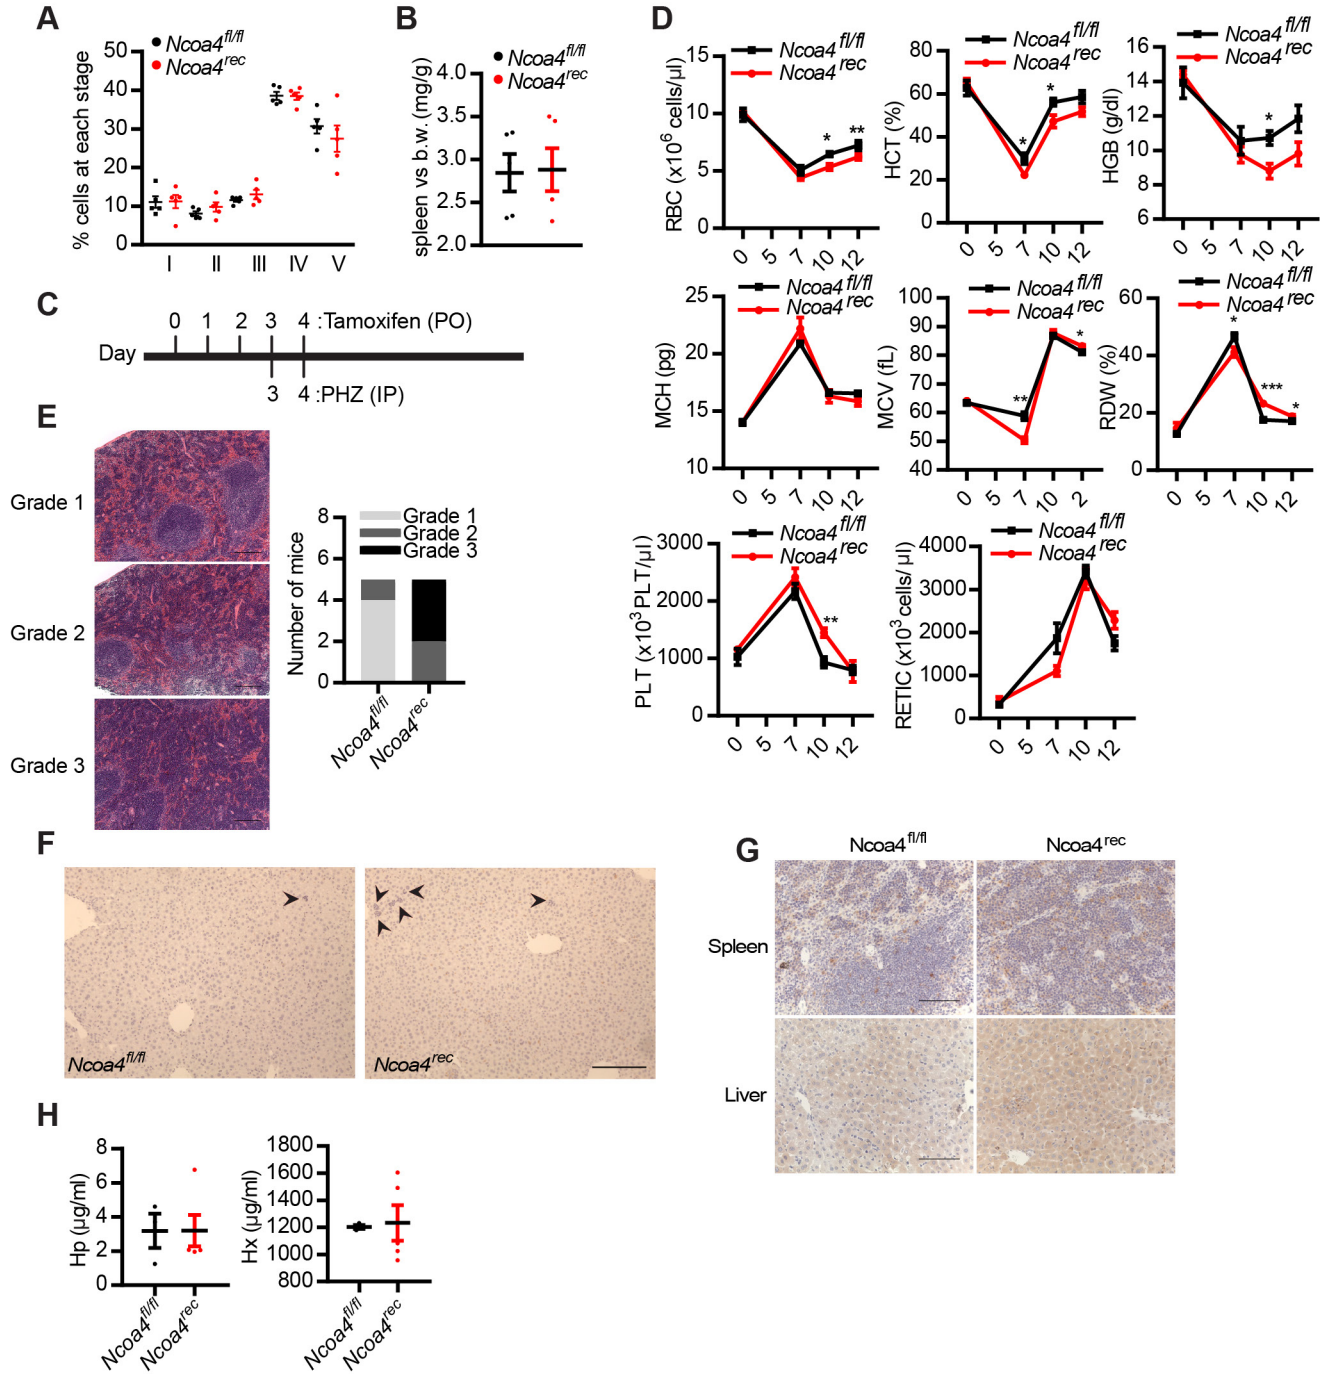 A
% cells at each stage
50
40
30
20
10
0
Ncoa4fl/fl
Ncoa4rec
I II III IV V
B
spleen vs b.w. (mg/g)
4.0
3.5
3.0
2.5
2.0
Ncoa4fl/fl
Ncoa4rec
C
0 1 2 3 4 :Tamoxifen (PO)
Day
3 4 :PHZ (IP)
D
RBC (x10⁶ cells/µl)
15
10
5
0
Ncoa4fl/fl
Ncoa4rec
* **
0 5 7 10 12
HCT (%)
80
60
40
20
0
Ncoa4fl/fl
Ncoa4rec
* *
0 5 7 10 12
HGB (g/dl)
16
14
12
10
8
6
Ncoa4fl/fl
Ncoa4rec
*
0 5 7 10 12
MCH (pg)
25
20
15
10
Ncoa4fl/fl
Ncoa4rec
0 5 7 10 12
MCV (fL)
100
90
80
70
60
50
40
Ncoa4fl/fl
Ncoa4rec
** *
0 5 7 10 2
RDW (%)
60
40
20
0
Ncoa4fl/fl
Ncoa4rec
* *** *
0 5 7 10 12
PLT (x10³ PLT/µl)
3000
2000
1000
0
Ncoa4fl/fl
Ncoa4rec
**
0 5 7 10 12
RETIC (x10³ cells/ µl)
4000
3000
2000
1000
0
Ncoa4fl/fl
Ncoa4rec
0 5 7 10 12
E
Grade 1
Grade 2
Grade 3
Number of mice
8
6
4
2
0
Grade 1
Grade 2
Grade 3
Ncoa4fl/fl
Ncoa4rec
F
Ncoa4fl/fl
Ncoa4rec
G
Ncoa4fl/fl
Ncoa4rec
Spleen
Liver
H
Hp (µg/ml)
8
6
4
2
0
Ncoa4fl/fl
Ncoa4rec
Hx (µg/ml)
1800
1600
1400
1200
1000
800
Ncoa4fl/fl
Ncoa4rec